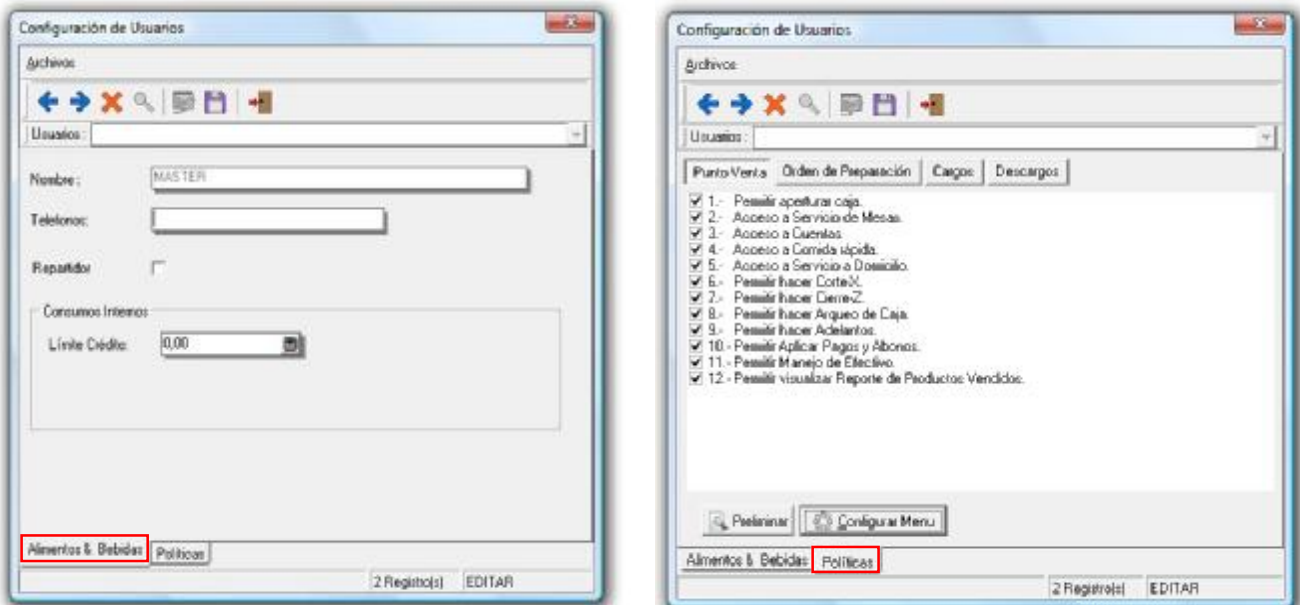 Configuración de Usuarios
Archivos
Usuarios :
Nombre :
MASTER
Telefonos:
Repartidor
Consumos Internos
Límite Crédito:
0,00
Alimentos & Bebidas
Políticas
2 Registro(s)
EDITAR
Configuración de Usuarios
Archivos
Usuarios :
Punto Venta
Orden de Preparación
Cargos
Descargos
1.- Permitir aperturar caja.
2.- Acceso a Servicio de Mesas.
3.- Acceso a Cuentas.
4.- Acceso a Comida rápida.
5.- Acceso a Servicio a Domicilio.
6.- Permitir hacer Corte-X.
7.- Permitir hacer Cierre-Z.
8.- Permitir hacer Arqueo de Caja.
9.- Permitir hacer Adelantos.
10.- Permitir Aplicar Pagos y Abonos.
11.- Permitir Manejo de Efectivo.
12.- Permitir visualizar Reporte de Productos Vendidos.
Preliminar
Configurar Menu
Alimentos & Bebidas
Políticas
2 Registro(s)
EDITAR